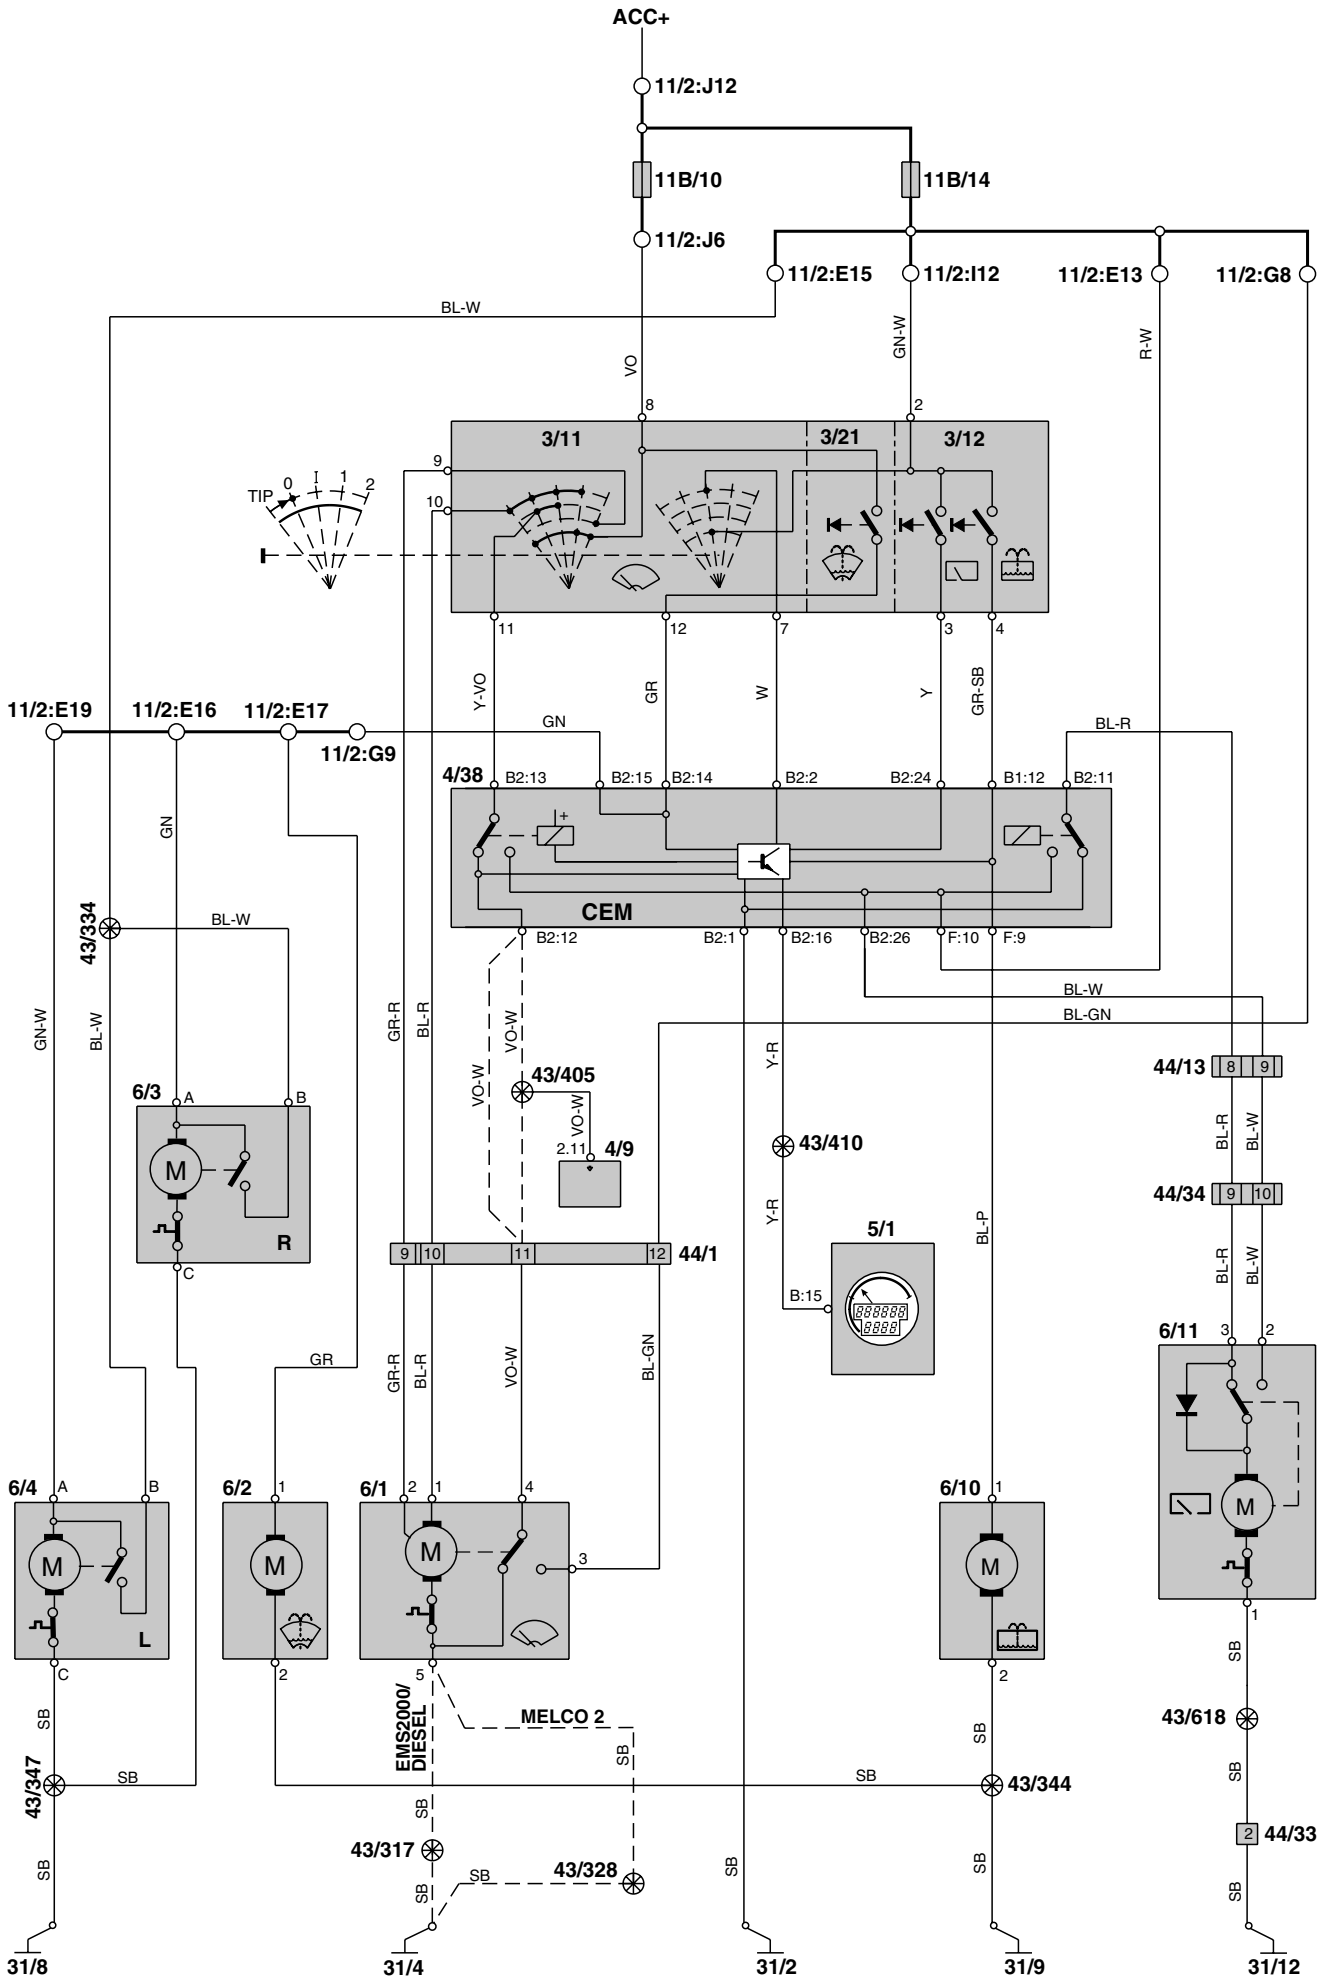 ACC+
11/2:J12
11B/10
11B/14
11/2:J6
11/2:E15
11/2:I12
11/2:E13
11/2:G8
BL-W
VO
GN-W
R-W
8
2
3/11
3/21
3/12
9
10
TIP
0
I
1
2
11
12
7
3
4
Y-VO
GR
W
Y
GR-SB
11/2:E19
11/2:E16
11/2:E17
11/2:G9
GN
BL-R
4/38
B2:13
B2:15
B2:14
B2:2
B2:24
B1:12
B2:11
+
GN
CEM
43/334
BL-W
B2:12
B2:1
B2:16
B2:26
F:10
F:9
BL-W
BL-GN
GN-W
BL-W
GR-R
BL-R
VO-W
VO-W
Y-R
43/405
VO-W
2.11
4/9
44/13
8
9
6/3
A
B
M
R
C
43/410
BL-R
BL-W
44/34
9
10
Y-R
BL-P
5/1
B:15
888888
8888
9
10
11
12
44/1
BL-R
BL-W
GR
GR-R
BL-R
VO-W
BL-GN
6/11
3
2
M
1
6/4
A
B
M
L
C
6/2
1
M
2
6/1
2
1
4
M
3
5
6/10
1
M
2
SB
EMS2000/
DIESEL
MELCO 2
SB
SB
SB
43/618
43/347
SB
SB
43/344
SB
SB
43/317
43/328
2
44/33
SB
SB
SB
SB
SB
SB
31/8
31/4
31/2
31/9
31/12